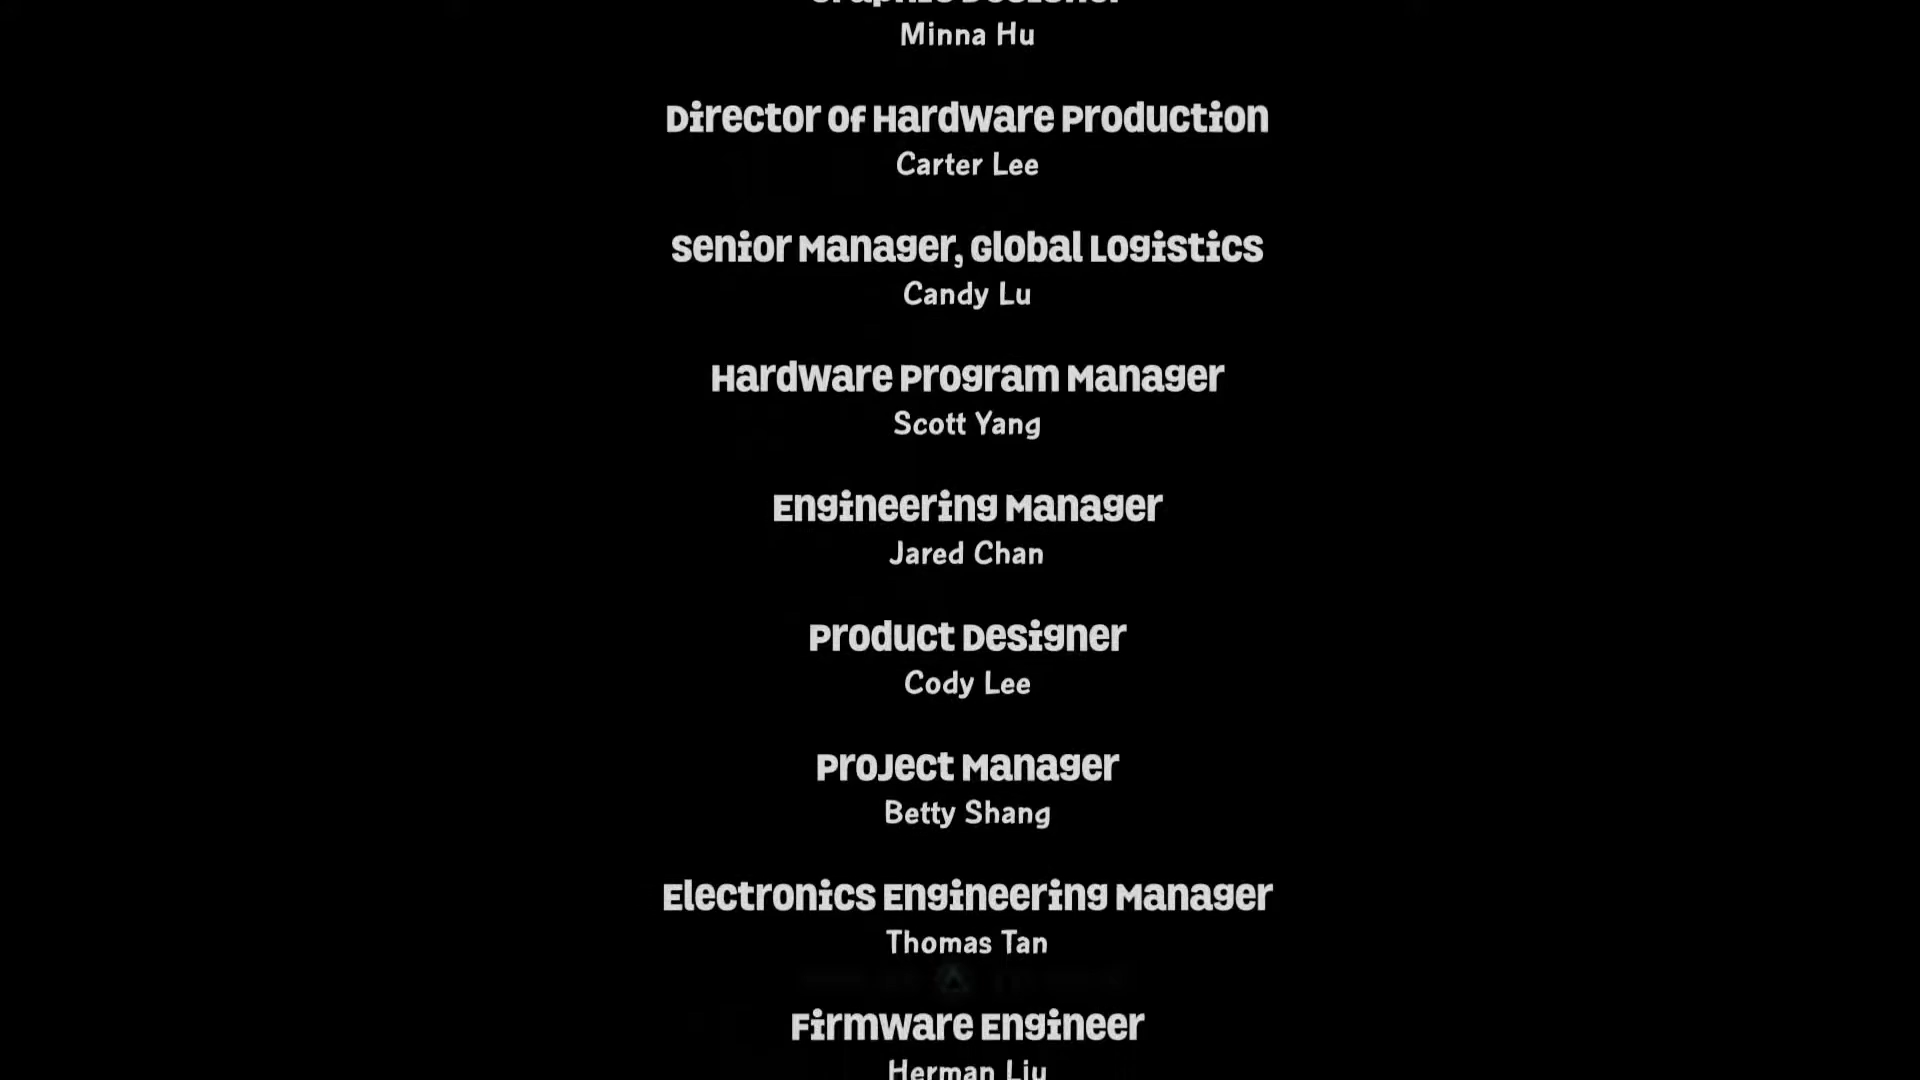 Graphic Designer
Minna Hu
Director of Hardware Production
Carter Lee
Senior Manager, Global Logistics
Candy Lu
Hardware Program Manager
Scott Yang
Engineering Manager
Jared Chan
Product Designer
Cody Lee
Project Manager
Betty Shang
Electronics Engineering Manager
Thomas Tan
Firmware Engineer
Herman Liu